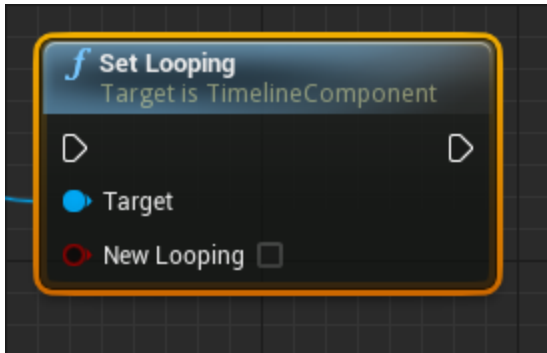 f Set Looping
Target is TimelineComponent
Target
New Looping